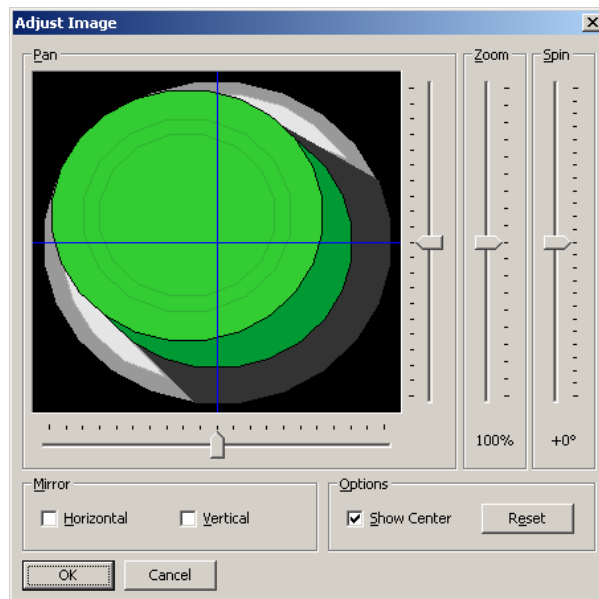 Adjust Image
Pan
Zoom
Spin
100%
+0°
Mirror
Horizontal
Vertical
Options
Show Center
Reset
OK
Cancel